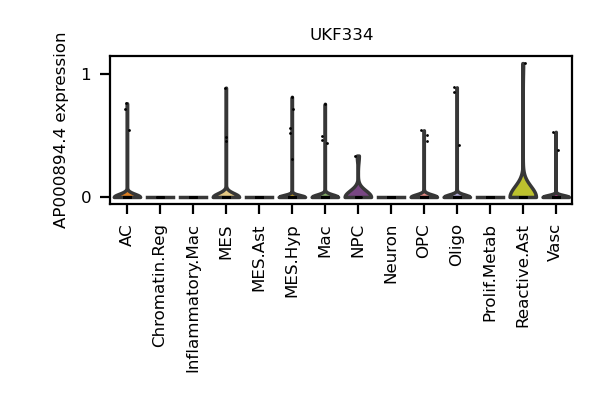 UKF334
AP000894.4 expression
1
0
AC
Chromatin.Reg
Inflammatory.Mac
MES
MES.Ast
MES.Hyp
Mac
NPC
Neuron
OPC
Oligo
Prolif.Metab
Reactive.Ast
Vasc